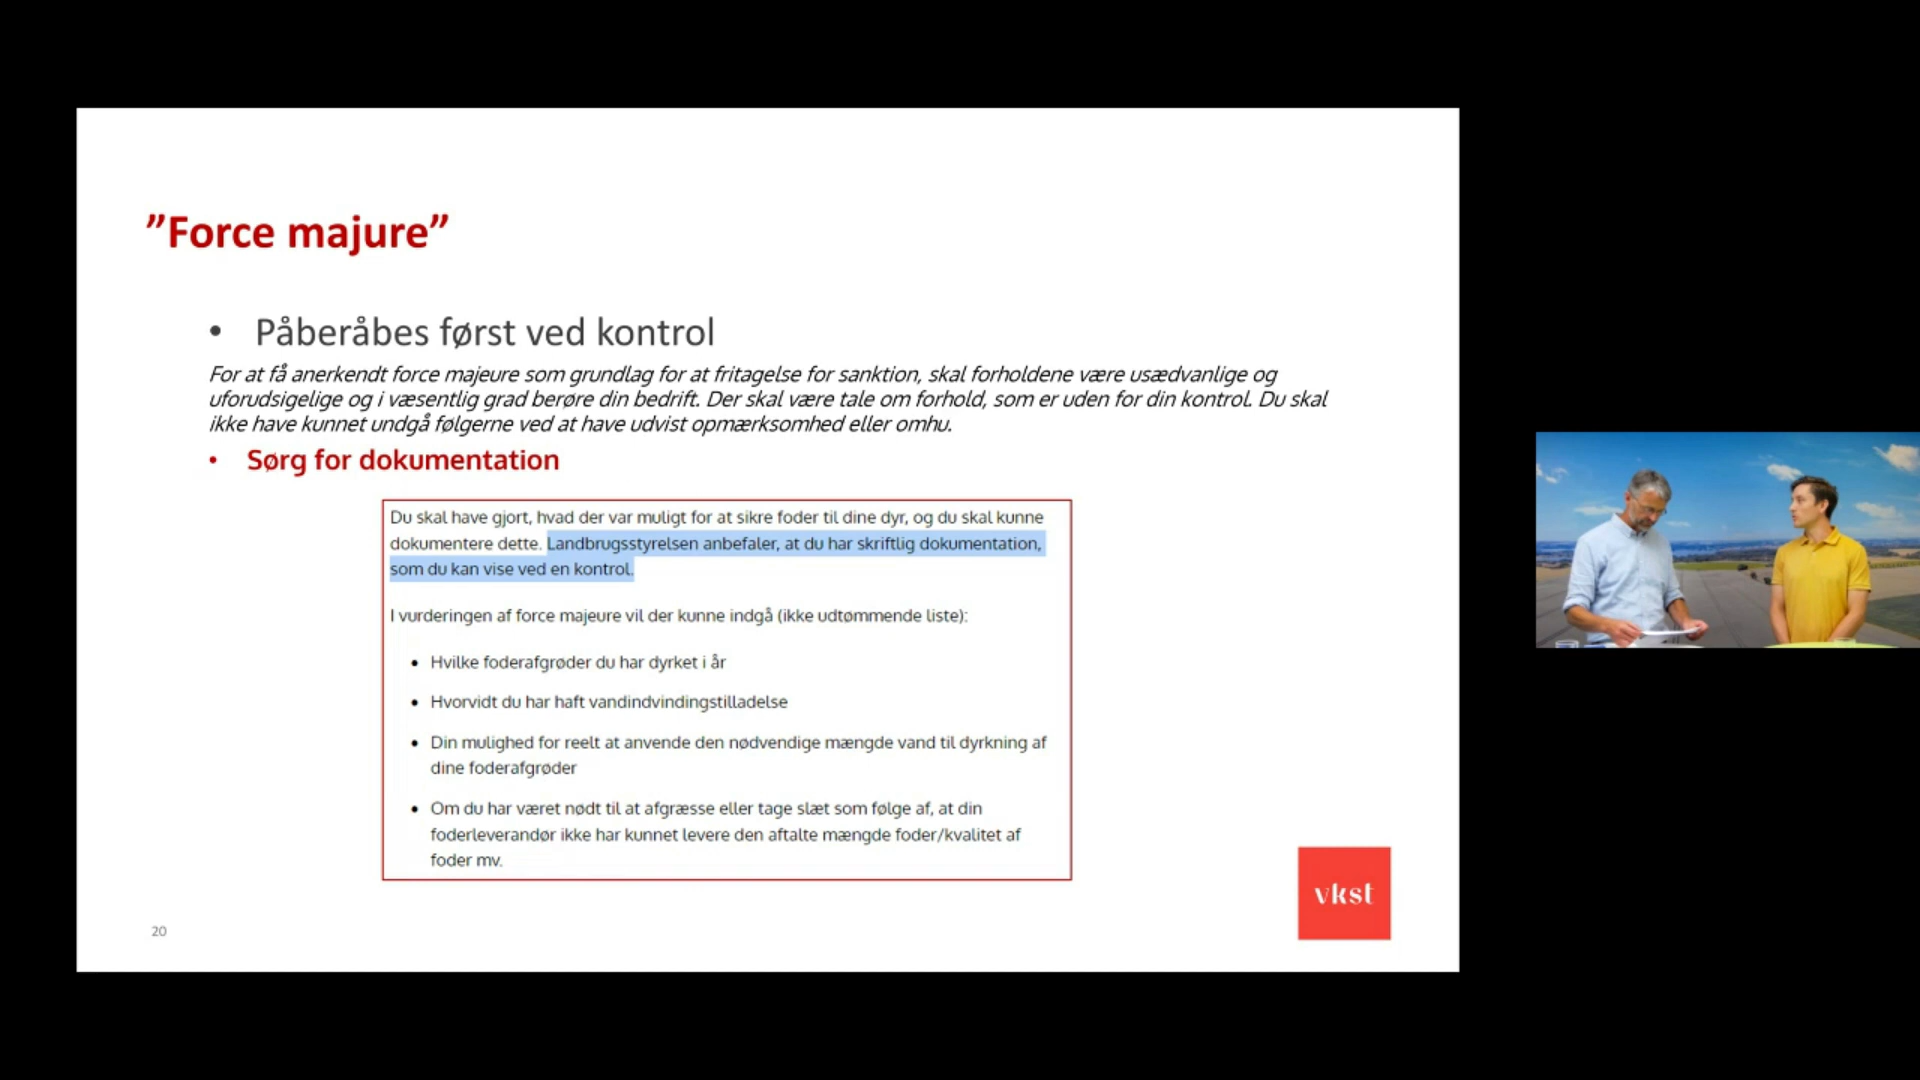 ”Force majure”
• Påberåbes først ved kontrol
For at få anerkendt force majeure som grundlag for at fritagelse for sanktion, skal forholdene være usædvanlige og
uforudsigelige og i væsentlig grad berøre din bedrift. Der skal være tale om forhold, som er uden for din kontrol. Du skal
ikke have kunnet undgå følgerne ved at have udvist opmærksomhed eller omhu.
• Sørg for dokumentation
Du skal have gjort, hvad der var muligt for at sikre foder til dine dyr, og du skal kunne
dokumentere dette. Landbrugsstyrelsen anbefaler, at du har skriftlig dokumentation,
som du kan vise ved en kontrol.
I vurderingen af force majeure vil der kunne indgå (ikke udtømmende liste):
• Hvilke foderafgrøder du har dyrket i år
• Hvorvidt du har haft vandindvindingstilladelse
• Din mulighed for reelt at anvende den nødvendige mængde vand til dyrkning af
dine foderafgrøder
• Om du har været nødt til at afgræsse eller tage slæt som følge af, at din
foderleverandør ikke har kunnet levere den aftalte mængde foder/kvalitet af
foder mv.
vkst
20